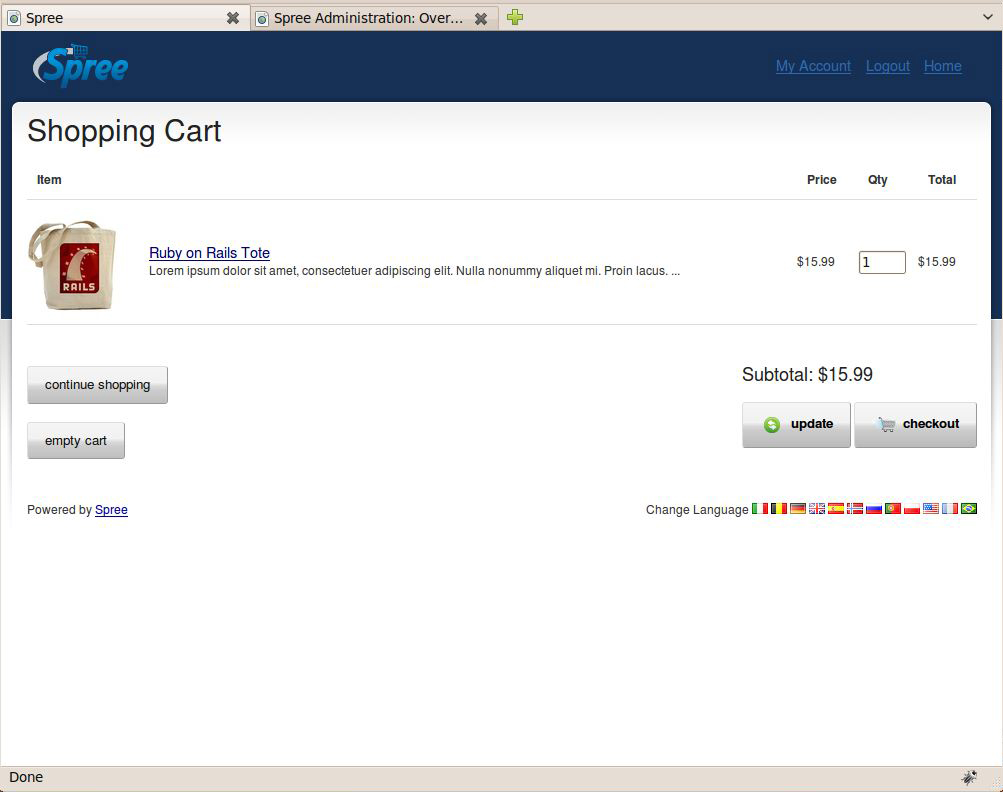 Spree
Spree Administration: Over...
Spree
My Account Logout Home
Shopping Cart
Item Price Qty Total
RAILS
Ruby on Rails Tote
Lorem ipsum dolor sit amet, consectetuer adipiscing elit. Nulla nonummy aliquet mi. Proin lacus. ...
$15.99 1 $15.99
Subtotal: $15.99
continue shopping
update checkout
empty cart
Powered by Spree
Change Language
Done